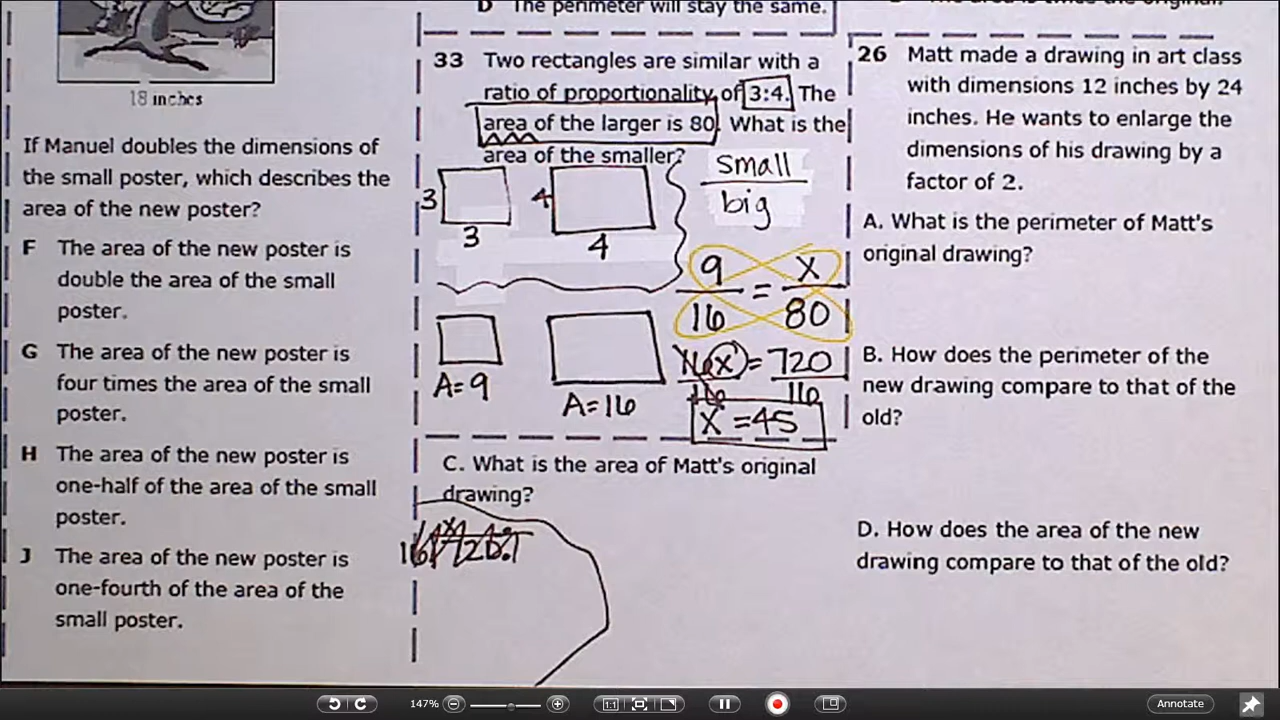 D The perimeter will stay the same.
18 inches
If Manuel doubles the dimensions of
the small poster, which describes the
area of the new poster?
F The area of the new poster is
double the area of the small
poster.
G The area of the new poster is
four times the area of the small
poster.
H The area of the new poster is
one-half of the area of the small
poster.
J The area of the new poster is
one-fourth of the area of the
small poster.
33 Two rectangles are similar with a
ratio of proportionality of 3:4. The
area of the larger is 80. What is the
area of the smaller?
small
big
3
3
4
4
9 = X
16 80
A=9
A=16
16x = 720
16 16
X = 45
C. What is the area of Matt's original
drawing?
26 Matt made a drawing in art class
with dimensions 12 inches by 24
inches. He wants to enlarge the
dimensions of his drawing by a
factor of 2.
A. What is the perimeter of Matt's
original drawing?
B. How does the perimeter of the
new drawing compare to that of the
old?
D. How does the area of the new
drawing compare to that of the old?
147%
1:1
Annotate